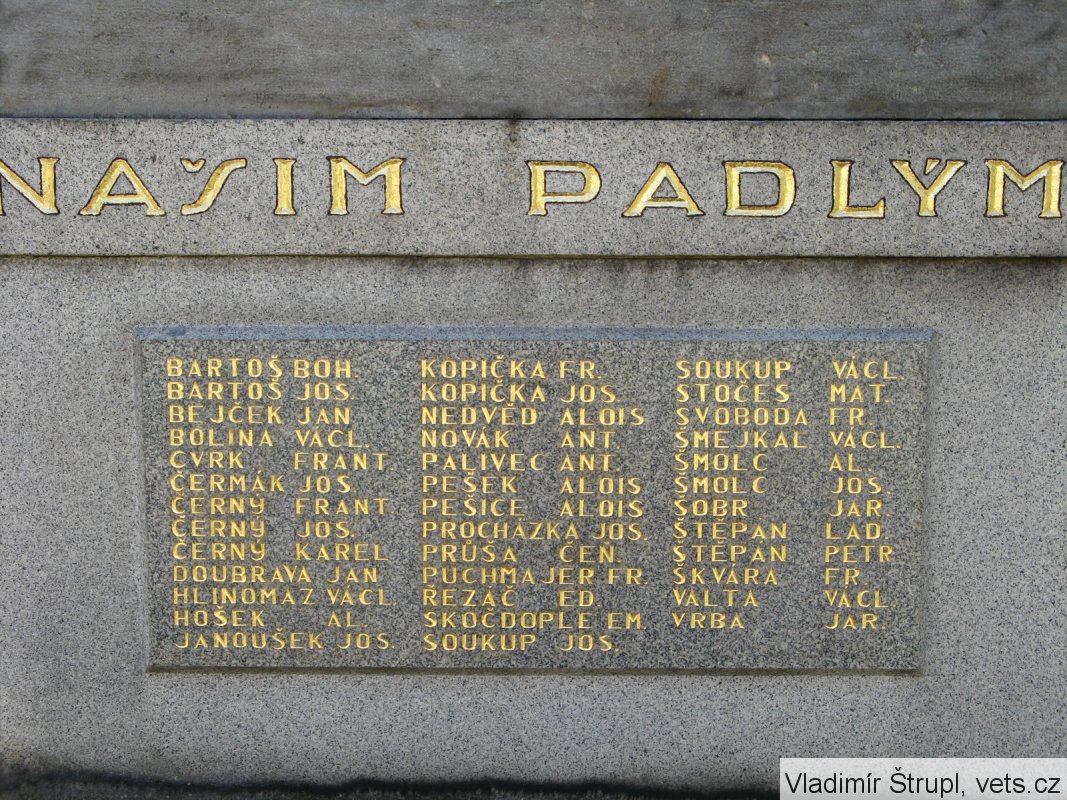 NAŠIM PADLÝM
BARTOŠ BOH.
BARTOŠ JOS.
BEJČEK JAN
BOLINA VÁCL.
CVRK FRANT.
ČERMÁK JOS.
ČERNÝ FRANT.
ČERNÝ JOS.
ČERNÝ KAREL
DOUBRAVA JAN
HLINOMAZ VÁCL.
HOŠEK AL.
JANOUŠEK JOS.
KOPIČKA FR.
KOPIČKA JOS.
NEDVĚD ALOIS
NOVÁK ANT.
PALIVEC ANT.
PEŠEK ALOIS
PEŠICE ALOIS
PROCHÁZKA JOS.
PRŮŠA ČEN.
PUCHMAJER FR.
ŘEZÁČ ED.
SKOČDOPLE EM.
SOUKUP JOS.
SOUKUP VÁCL.
STOČES MAT.
SVOBODA FR.
ŠMEJKAL VÁCL.
ŠMOLC AL.
ŠMOLC JOS.
ŠOBR JAR.
ŠTĚPÁN LAD.
ŠTĚPÁN PETR
ŠKVÁRA FR.
VALTA VÁCL.
VRBA JAR.
Vladimír Štrupl, vets.cz